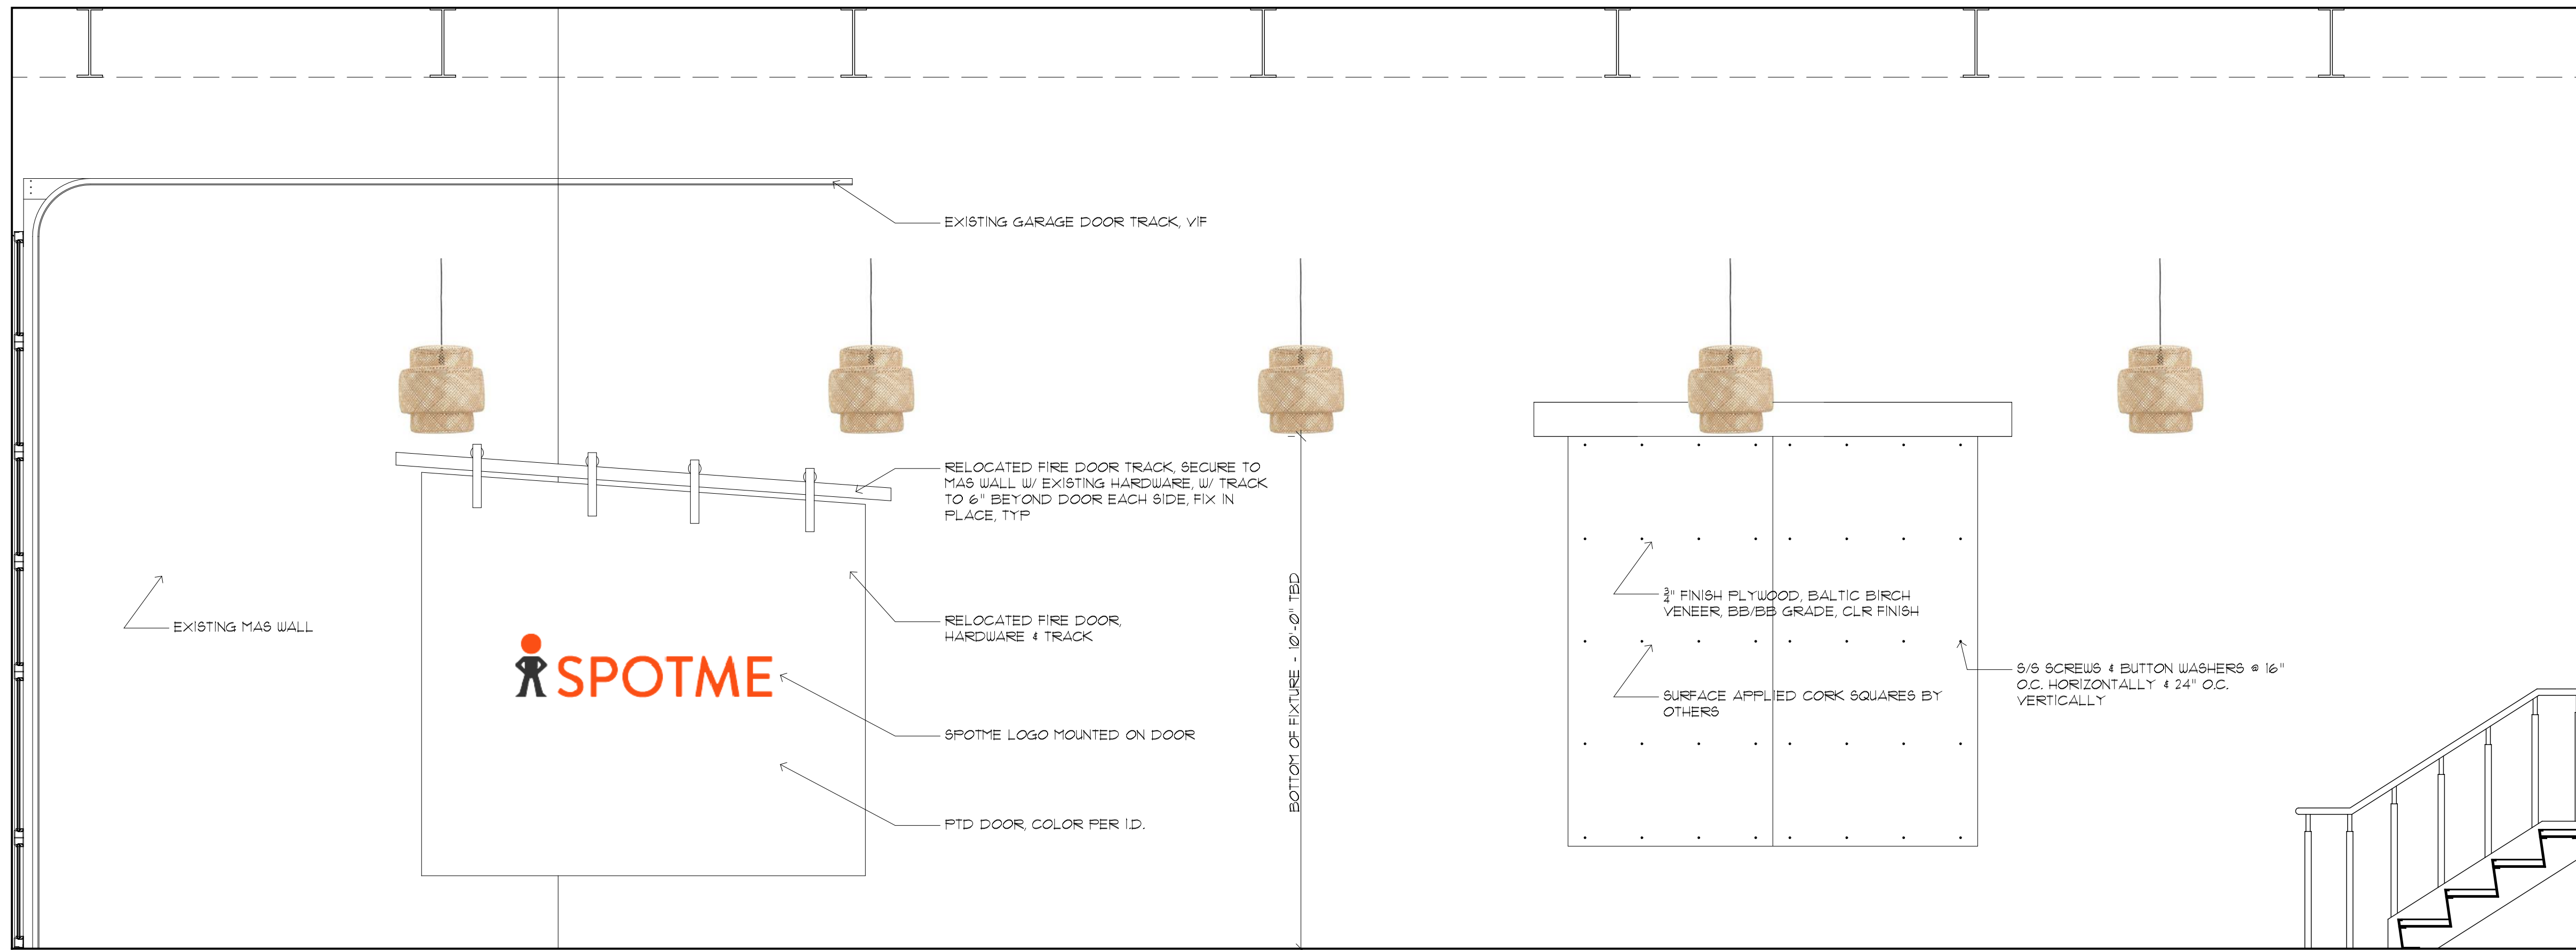 EXISTING GARAGE DOOR TRACK, VIF
RELOCATED FIRE DOOR TRACK, SECURE TO
MAS WALL W/ EXISTING HARDWARE, W/ TRACK
TO 6" BEYOND DOOR EACH SIDE, FIX IN
PLACE, TYP
EXISTING MAS WALL
RELOCATED FIRE DOOR,
HARDWARE & TRACK
SPOTME
SPOTME LOGO MOUNTED ON DOOR
PTD DOOR, COLOR PER I.D.
BOTTOM OF FIXTURE - 10'-0" TBD
3/4" FINISH PLYWOOD, BALTIC BIRCH
VENEER, BB/BB GRADE, CLR FINISH
SURFACE APPLIED CORK SQUARES BY
OTHERS
S/S SCREWS & BUTTON WASHERS @ 16"
O.C. HORIZONTALLY & 24" O.C.
VERTICALLY